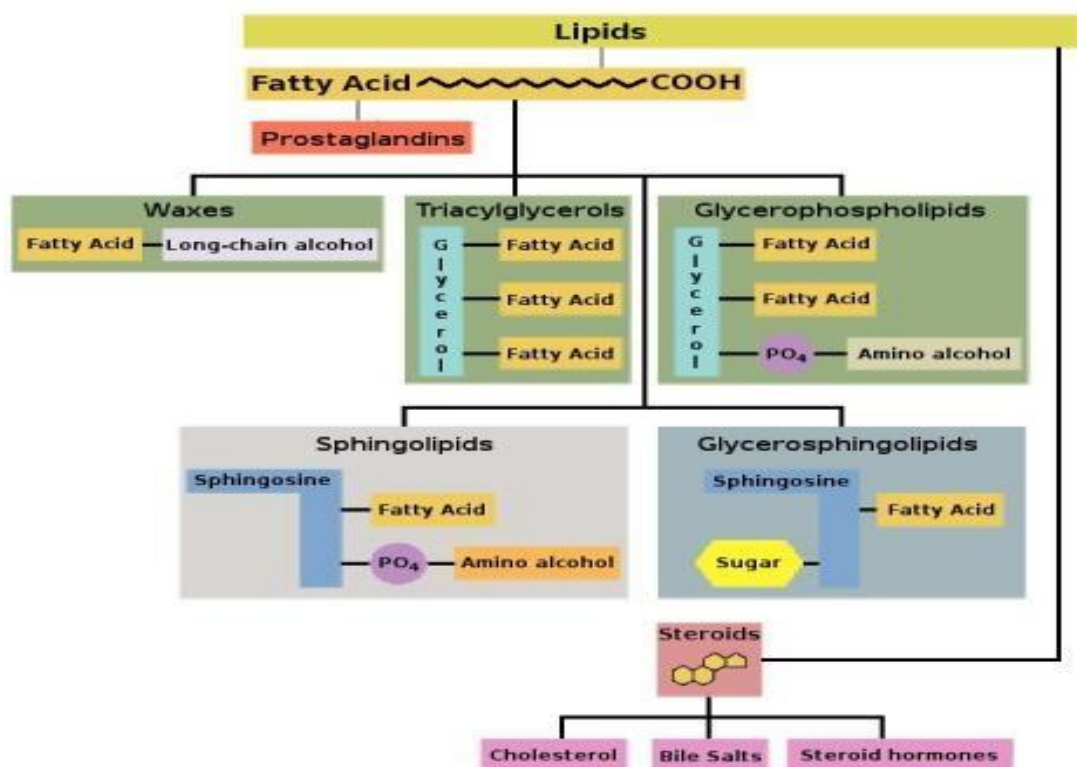 Lipids
Fatty Acid COOH
Prostaglandins
Waxes
Fatty Acid Long-chain alcohol
Triacylglycerols
Glycerol
Fatty Acid
Fatty Acid
Fatty Acid
Glycerophospholipids
Glycerol
Fatty Acid
Fatty Acid
PO₄ Amino alcohol
Sphingolipids
Sphingosine
Fatty Acid
PO₄ Amino alcohol
Glycerosphingolipids
Sphingosine
Fatty Acid
Sugar
Steroids
Cholesterol
Bile Salts
Steroid hormones